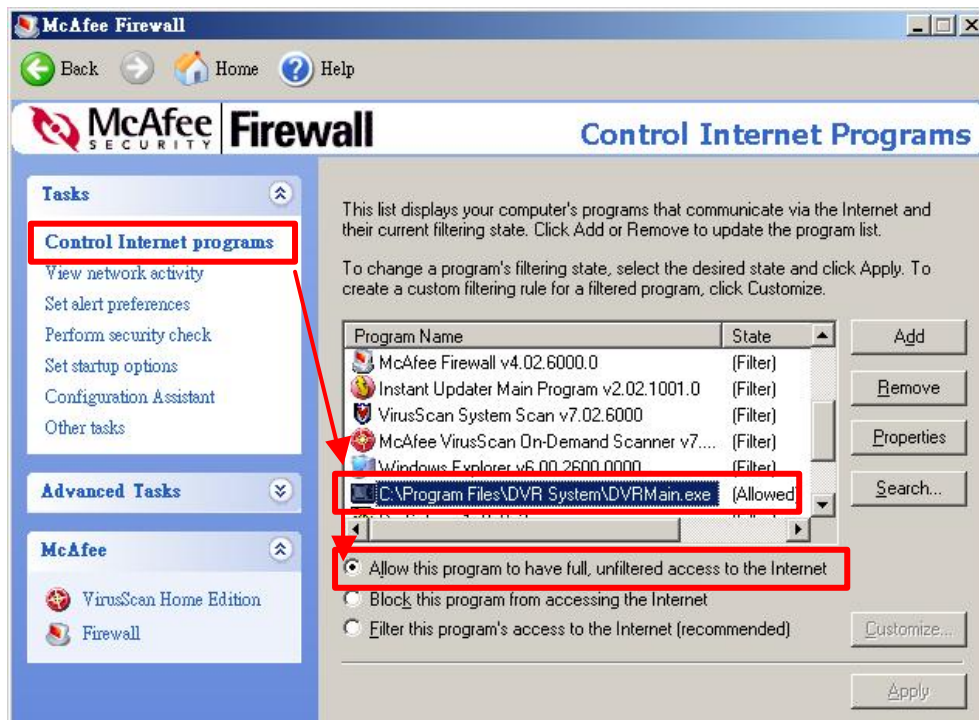 McAfee Firewall
Back Home Help
McAfee SECURITY Firewall
Control Internet Programs
Tasks
Control Internet programs
View network activity
Set alert preferences
Perform security check
Set startup options
Configuration Assistant
Other tasks
Advanced Tasks
McAfee
VirusScan Home Edition
Firewall
This list displays your computer's programs that communicate via the Internet and
their current filtering state. Click Add or Remove to update the program list.
To change a program's filtering state, select the desired state and click Apply. To
create a custom filtering rule for a filtered program, click Customize.
Program Name State
McAfee Firewall v4.02.6000.0 (Filter)
Instant Updater Main Program v2.02.1001.0 (Filter)
VirusScan System Scan v7.02.6000 (Filter)
McAfee VirusScan On-Demand Scanner v7.... (Filter)
Windows Explorer v6.00.2600.0000 (Filter)
C:\Program Files\DVR System\DVRMain.exe (Allowed)
Add
Remove
Properties
Search...
Allow this program to have full, unfiltered access to the Internet
Block this program from accessing the Internet
Filter this program's access to the Internet (recommended)
Customize...
Apply